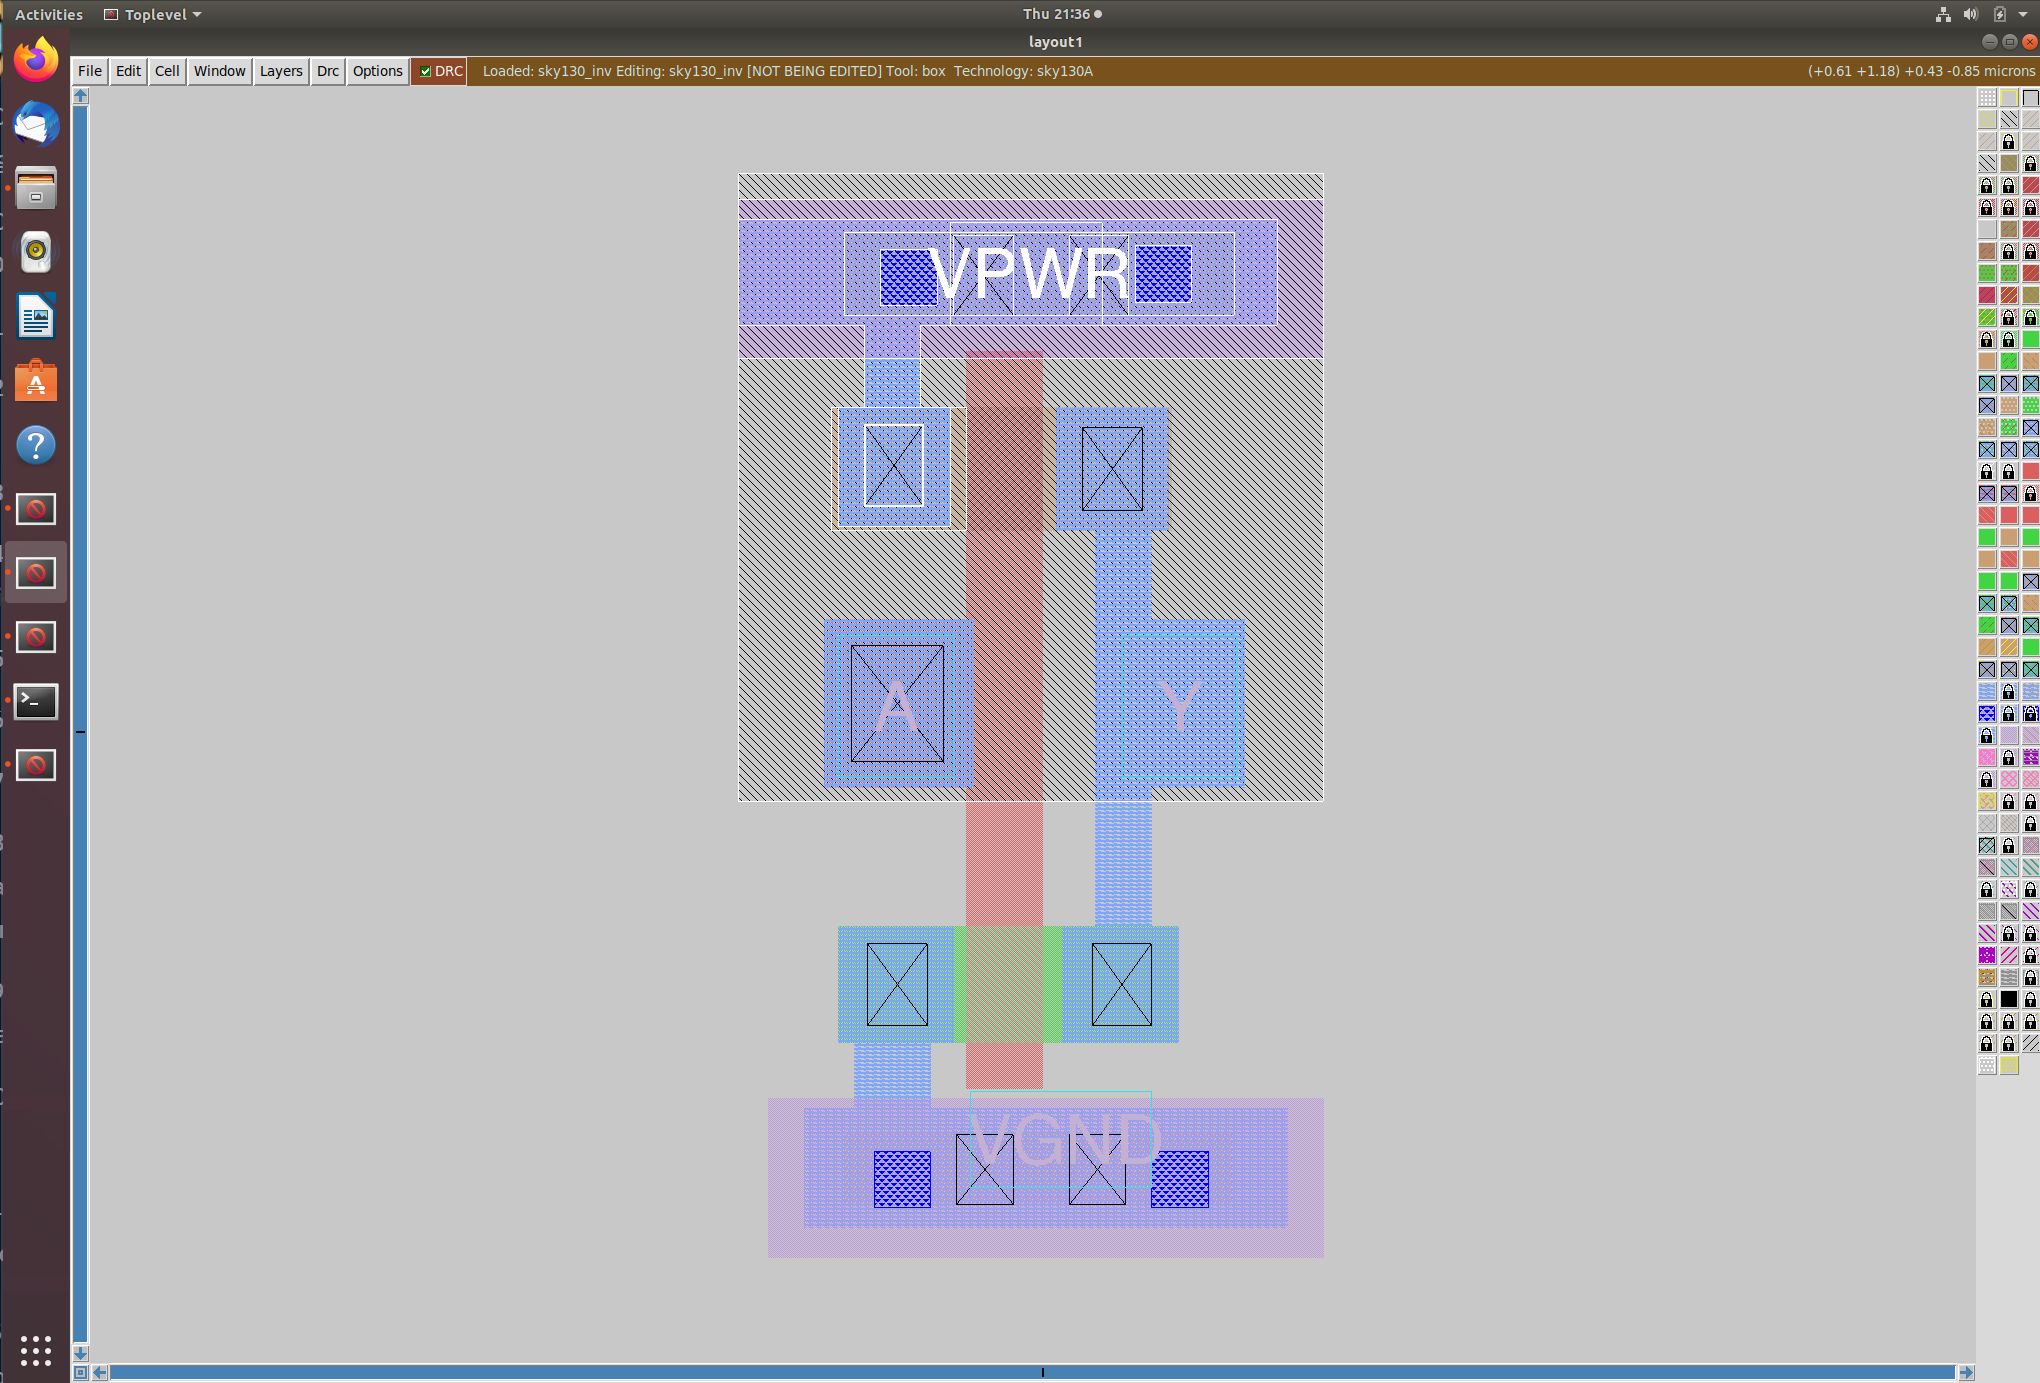 Activities Toplevel Thu 21:36
layout1
File Edit Cell Window Layers Drc Options DRC Loaded: sky130_inv Editing: sky130_inv [NOT BEING EDITED] Tool: box Technology: sky130A (+0.61 +1.18) +0.43 -0.85 microns
VPWR
A Y
VGND